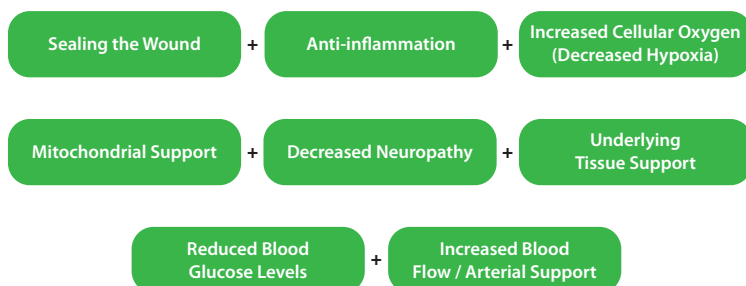 Sealing the Wound + Anti-inflammation + Increased Cellular Oxygen
(Decreased Hypoxia)
Mitochondrial Support + Decreased Neuropathy + Underlying
Tissue Support
Reduced Blood
Glucose Levels
+
Increased Blood
Flow / Arterial Support